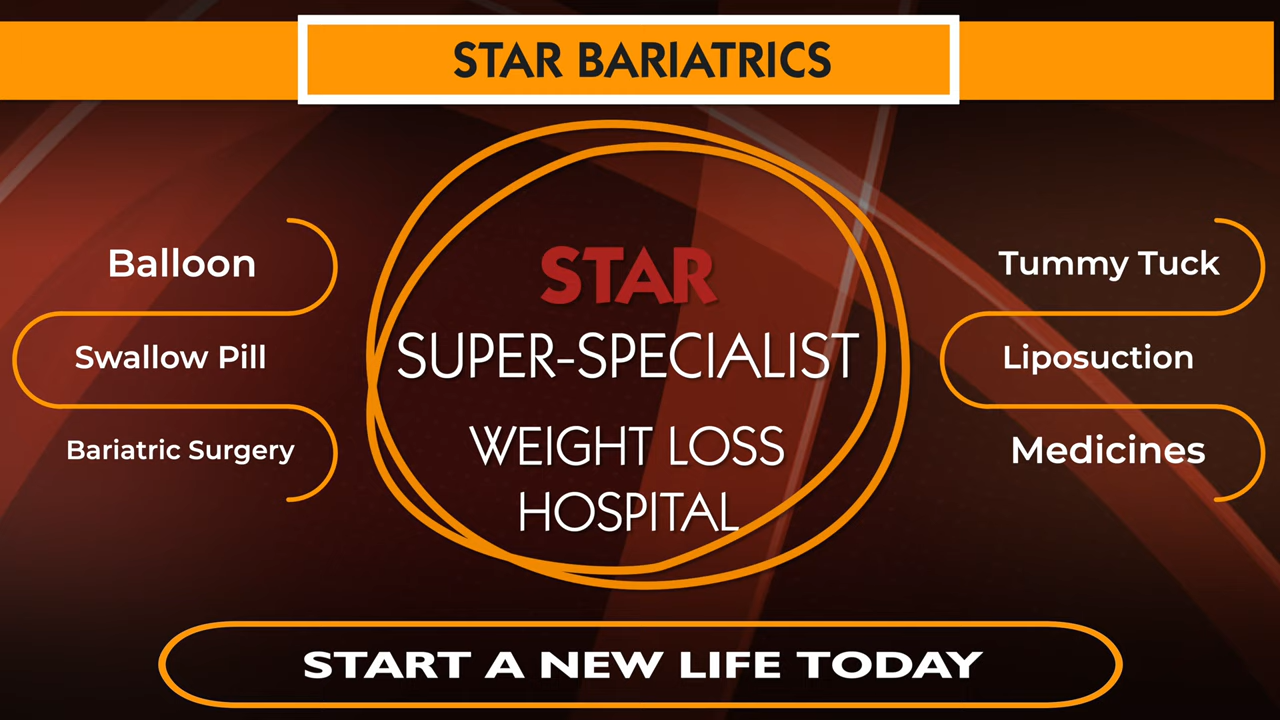 STAR BARIATRICS
Balloon
Swallow Pill
Bariatric Surgery
STAR
SUPER-SPECIALIST
WEIGHT LOSS
HOSPITAL
Tummy Tuck
Liposuction
Medicines
START A NEW LIFE TODAY